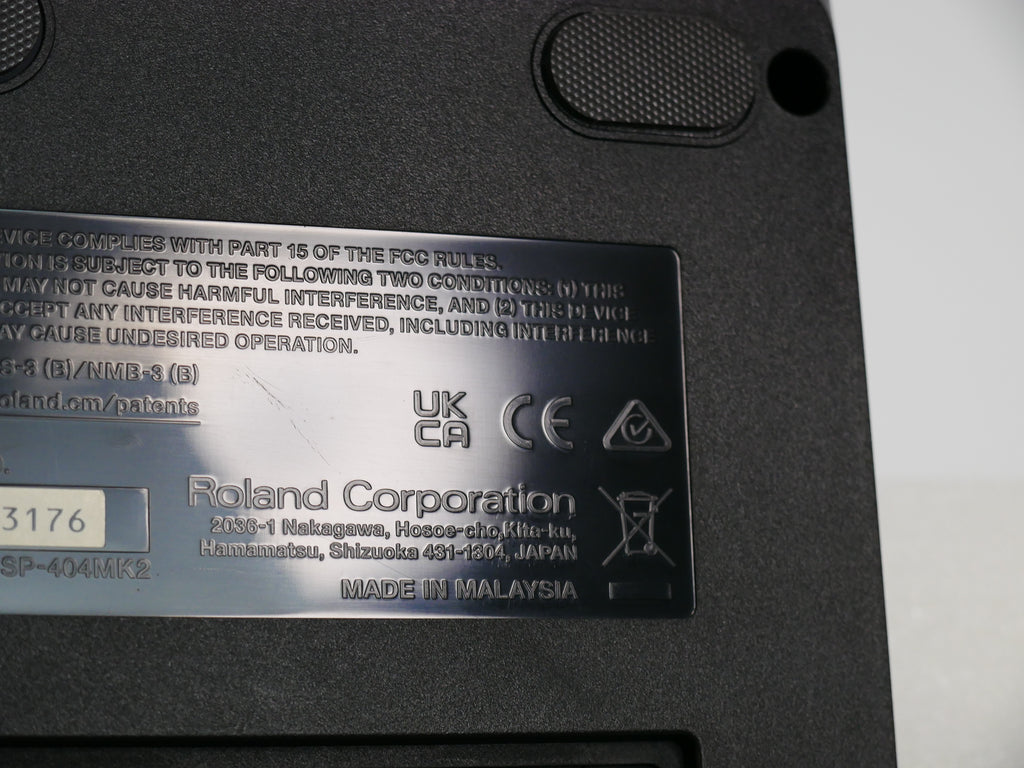 EVICE COMPLIES WITH PART 15 OF THE FCC RULES.
TION IS SUBJECT TO THE FOLLOWING TWO CONDITIONS: (1) THIS
MAY NOT CAUSE HARMFUL INTERFERENCE, AND (2) THIS DEVICE
CCEPT ANY INTERFERENCE RECEIVED, INCLUDING INTERFERENCE
AY CAUSE UNDESIRED OPERATION.
S-3 (B)/NMB-3 (B)
oland.cm/patents
UK
CA
CE
Roland Corporation
2036-1 Nakagawa, Hosoe-cho,Kita-ku,
Hamamatsu, Shizuoka 431-1304, JAPAN
3176
SP-404MK2
MADE IN MALAYSIA